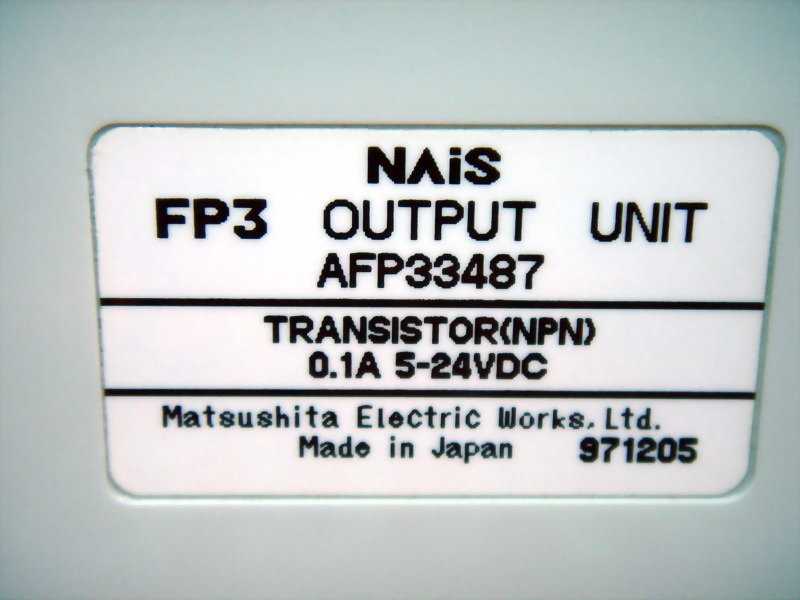 NAiS
FP3 OUTPUT UNIT
AFP33487
TRANSISTOR(NPN)
0.1A 5-24VDC
Matsushita Electric Works, Ltd.
Made in Japan 971205